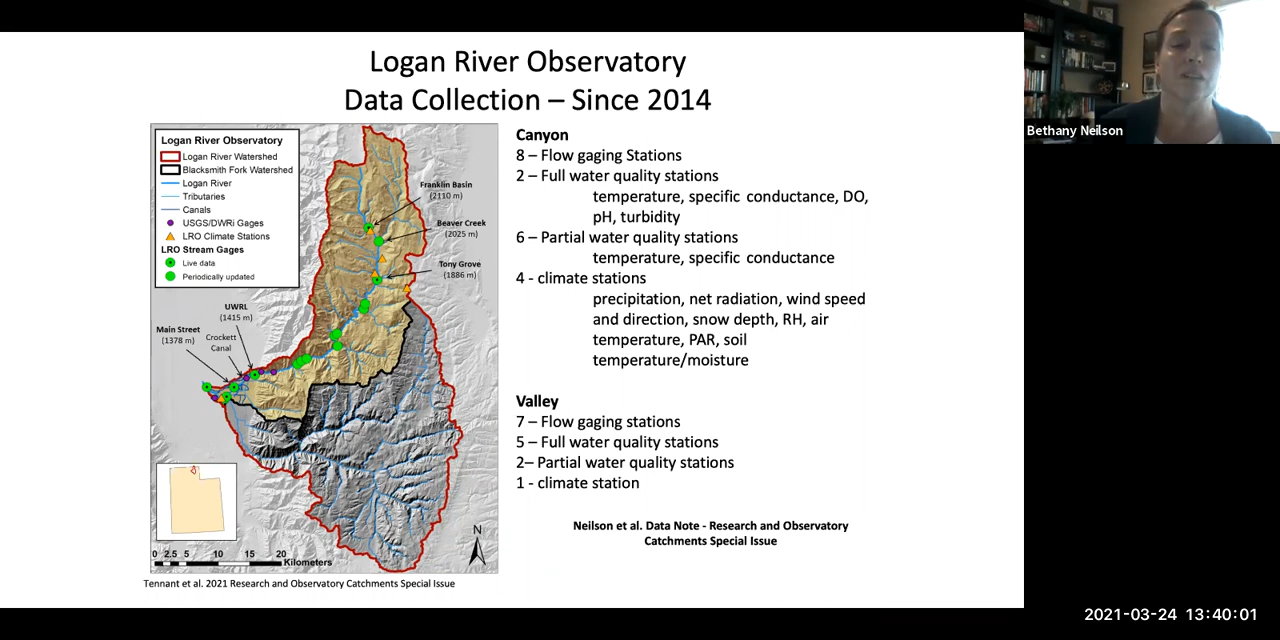 Logan River Observatory
Data Collection – Since 2014
Logan River Observatory
Logan River Watershed
Blacksmith Fork Watershed
Logan River
Tributaries
Canals
USGS/DWRi Gages
LRO Climate Stations
LRO Stream Gages
Live data
Periodically updated
Franklin Basin
(2110 m)
Beaver Creek
(2025 m)
Tony Grove
(1886 m)
UWRL
(1415 m)
Main Street
(1378 m)
Crockett
Canal
N
0 2.5 5 10 15 20
Kilometers
Tennant et al. 2021 Research and Observatory Catchments Special Issue
Canyon
8 – Flow gaging Stations
2 – Full water quality stations
temperature, specific conductance, DO,
pH, turbidity
6 – Partial water quality stations
temperature, specific conductance
4 - climate stations
precipitation, net radiation, wind speed
and direction, snow depth, RH, air
temperature, PAR, soil
temperature/moisture
Valley
7 – Flow gaging stations
5 – Full water quality stations
2– Partial water quality stations
1 - climate station
Neilson et al. Data Note - Research and Observatory
Catchments Special Issue
Bethany Neilson
2021-03-24 13:40:01